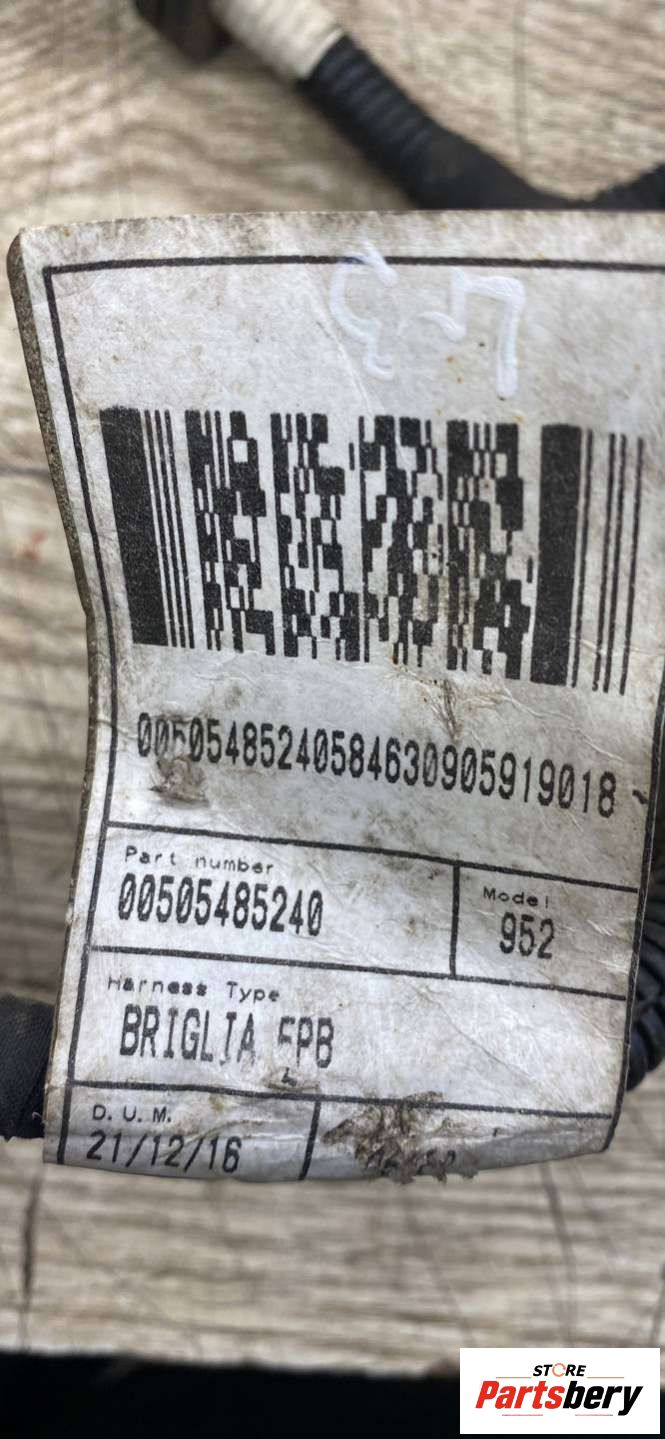 00505485240584630905919018
Part number
00505485240
Model
952
Harness Type
BRIGLIA EPB
D. U. M.
21/12/16
STORE
Partsbery